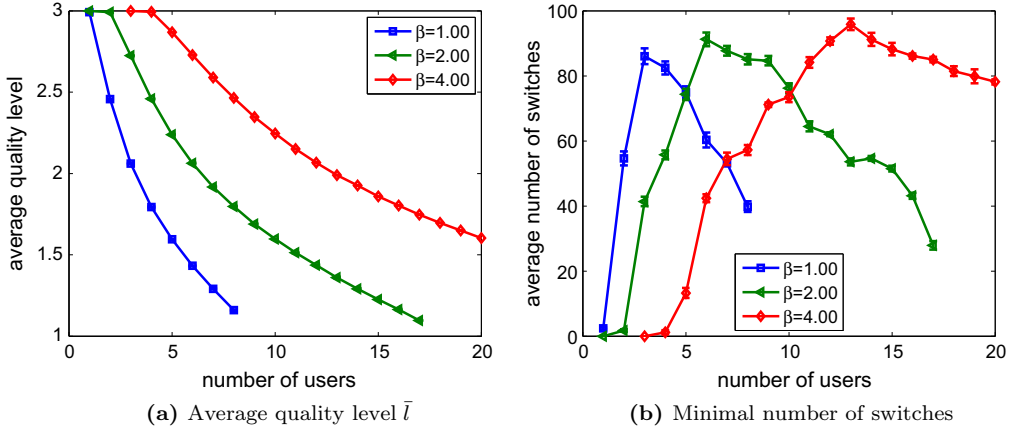 3
2.5
2
1.5
1
0
5
10
15
20
average quality level
number of users
β=1.00
β=2.00
β=4.00
(a) Average quality level l̄
100
80
60
40
20
0
0
5
10
15
20
average number of switches
number of users
β=1.00
β=2.00
β=4.00
(b) Minimal number of switches